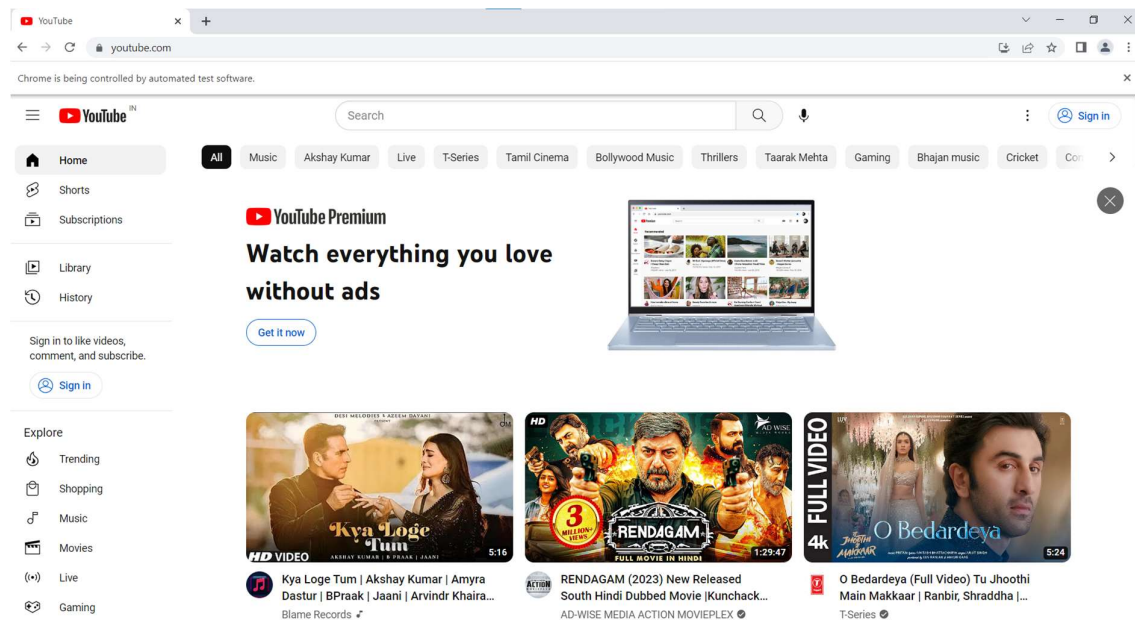 YouTube
youtube.com
Chrome is being controlled by automated test software.
YouTube IN
Search
Sign in
Home
Shorts
Subscriptions
Library
History
Sign in to like videos,
comment, and subscribe.
Sign in
Explore
Trending
Shopping
Music
Movies
Live
Gaming
All Music Akshay Kumar Live T-Series Tamil Cinema Bollywood Music Thrillers Taarak Mehta Gaming Bhajan music Cricket
YouTube Premium
Watch everything you love
without ads
Get it now
DESI MELODIES & AZEEM DAYANI
Kya Loge
Tum
AKSHAY KUMAR | B PRAAK | JAANI
HD VIDEO
5:16
Kya Loge Tum | Akshay Kumar | Amyra
Dastur | BPraak | Jaani | Arvindr Khaira...
Blame Records
HD
AD WISE
3
MILLION+
VIEWS
RENDAGAM
FULL MOVIE IN HINDI
1:29:47
ACTION
RENDAGAM (2023) New Released
South Hindi Dubbed Movie |Kunchack...
AD-WISE MEDIA ACTION MOVIEPLEX
4k FULL VIDEO
LUV
O Bedardeya
JHOOTHI
MAKKAAR
5:24
O Bedardeya (Full Video) Tu Jhoothi
Main Makkaar | Ranbir, Shraddha |...
T-Series